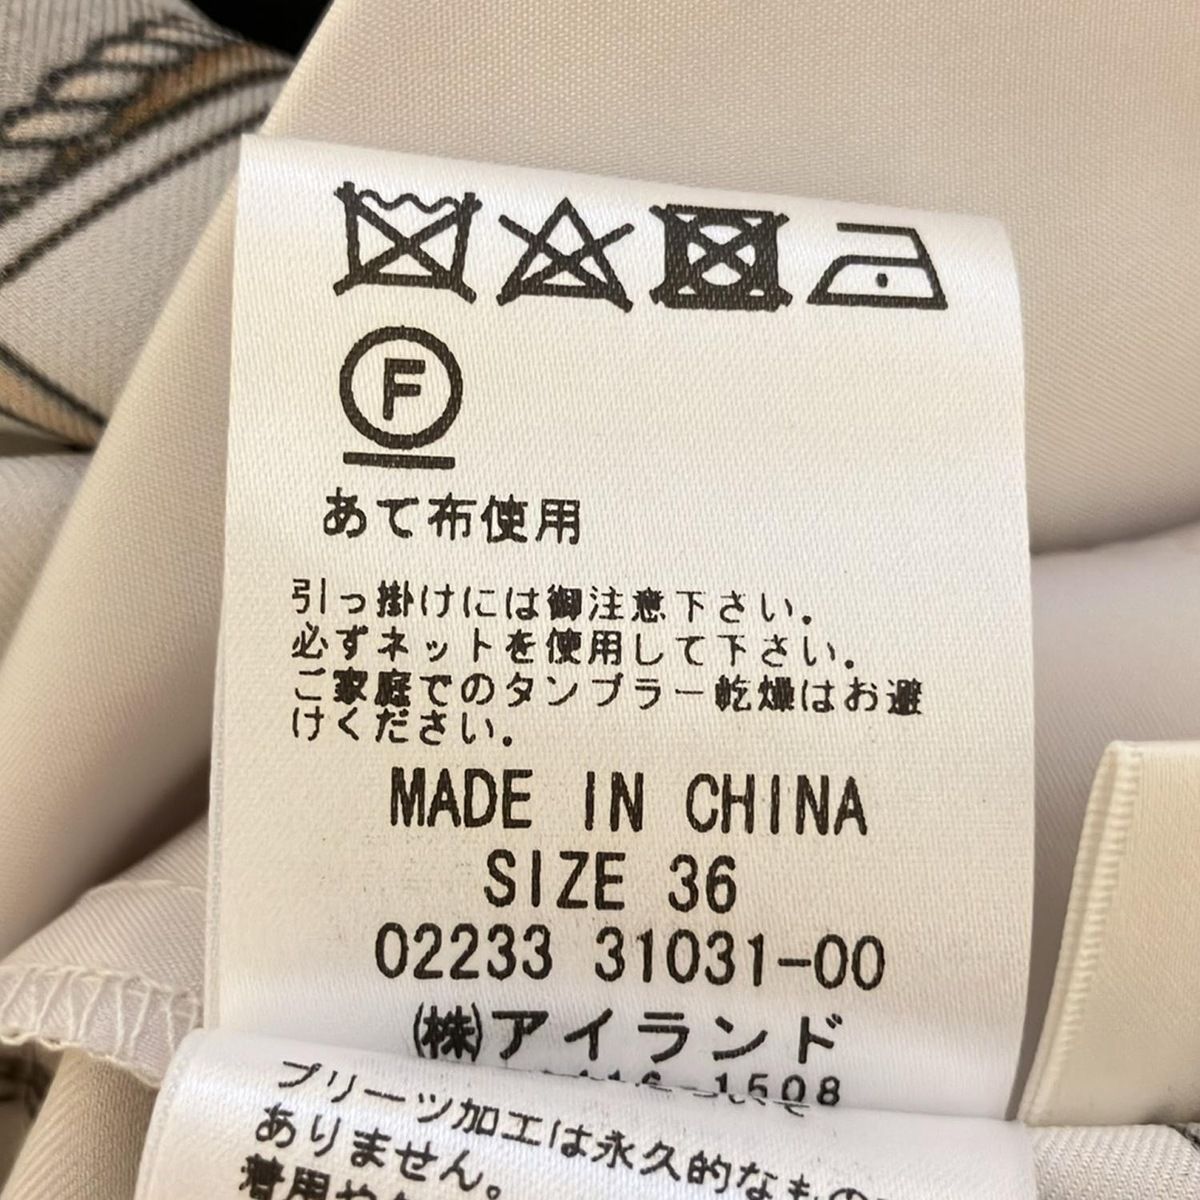 F
あて布使用
引っ掛けには御注意下さい.
必ずネットを使用して下さい.
ご家庭でのタンブラー乾燥はお避
けください.
MADE IN CHINA
SIZE 36
02233 31031-00
(株)アイランド
1508
プリーツ加工は永久的なもの
ありません。
着用や